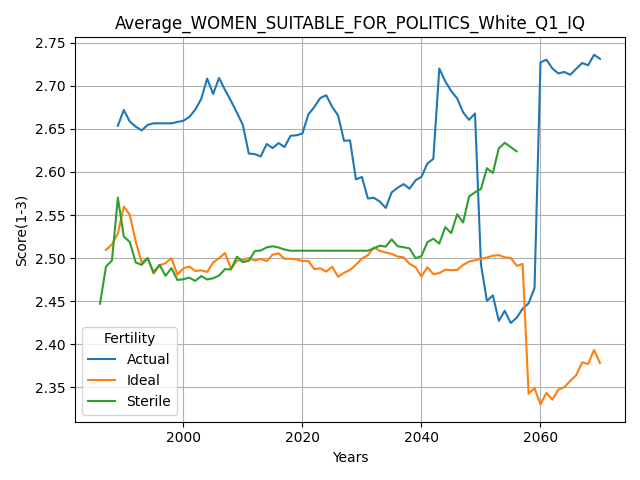 Average_WOMEN_SUITABLE_FOR_POLITICS_White_Q1_IQ
2.75
2.70
2.65
2.60
2.55
2.50
2.45
2.40
2.35
Score(1-3)
Fertility
Actual
Ideal
Sterile
2000
2020
2040
2060
Years